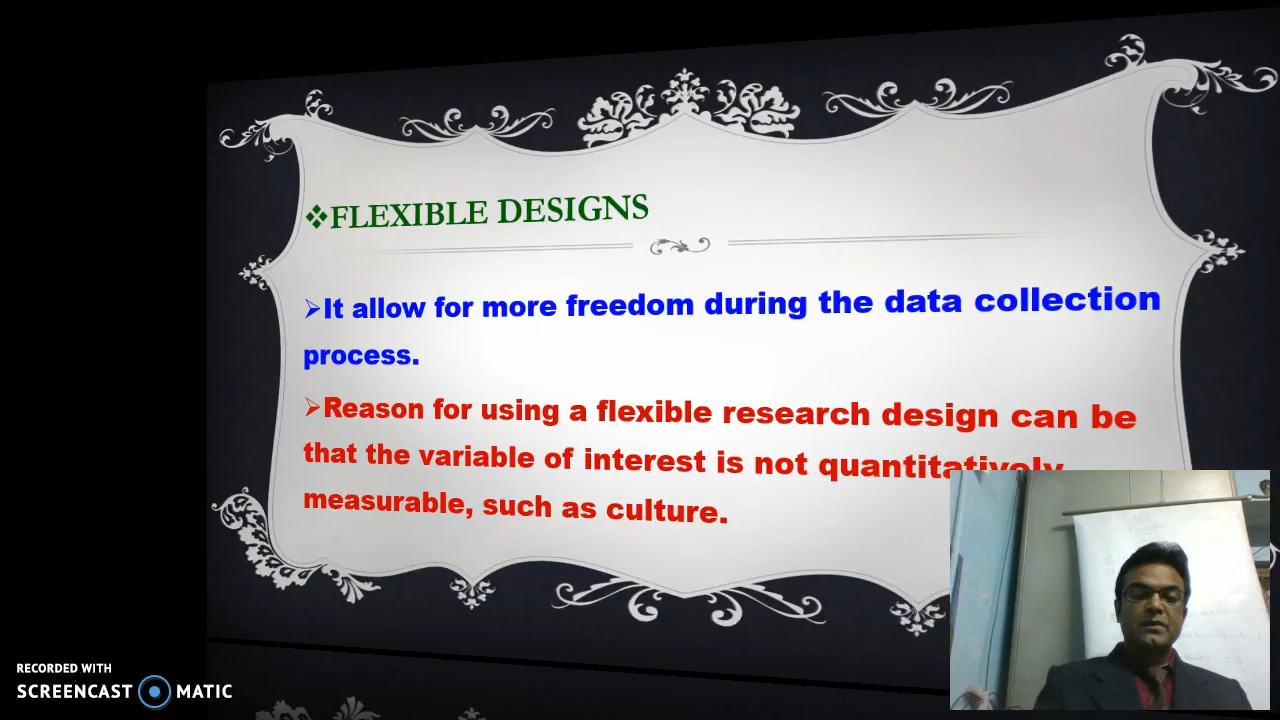 ❖FLEXIBLE DESIGNS
➢It allow for more freedom during the data collection
process.
➢Reason for using a flexible research design can be
that the variable of interest is not quantitatively
measurable, such as culture.
RECORDED WITH
SCREENCAST MATIC